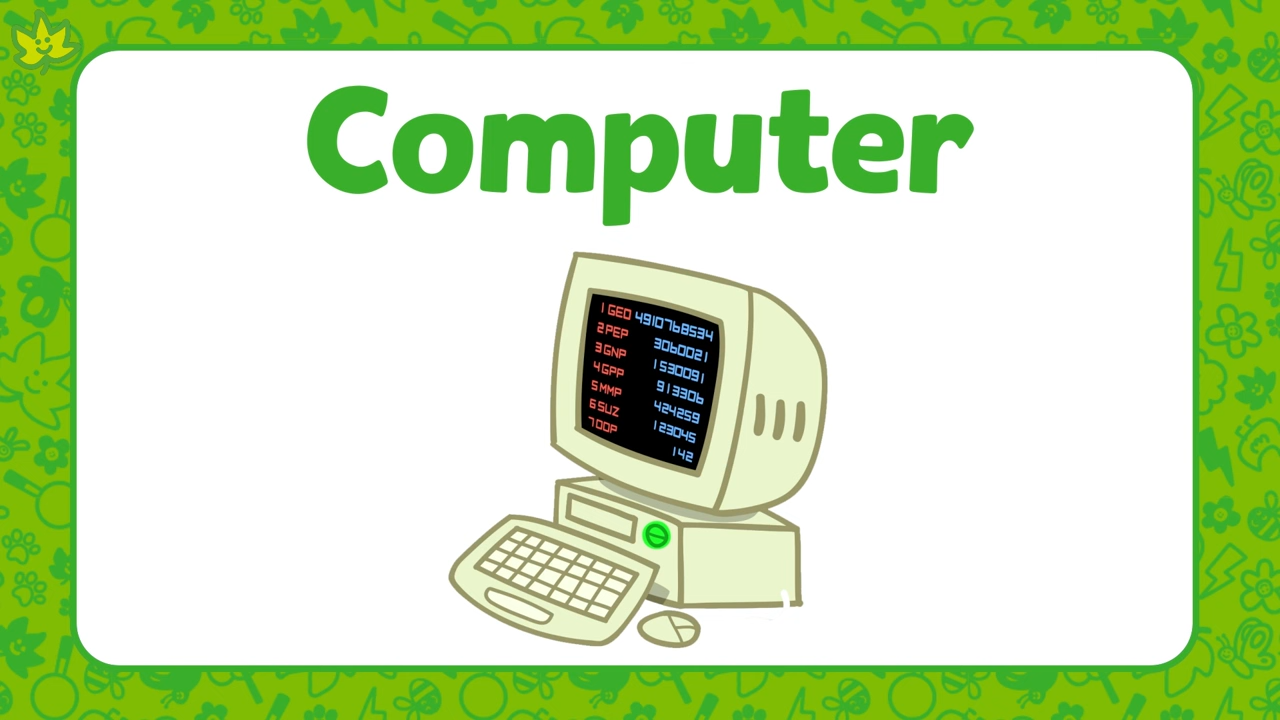 Computer
1 GEO 4910768534
2 PEP 3060021
3 GNP 1530091
4 GPP 913306
5 MMP 424259
6 SUZ 123045
7 OOP 142